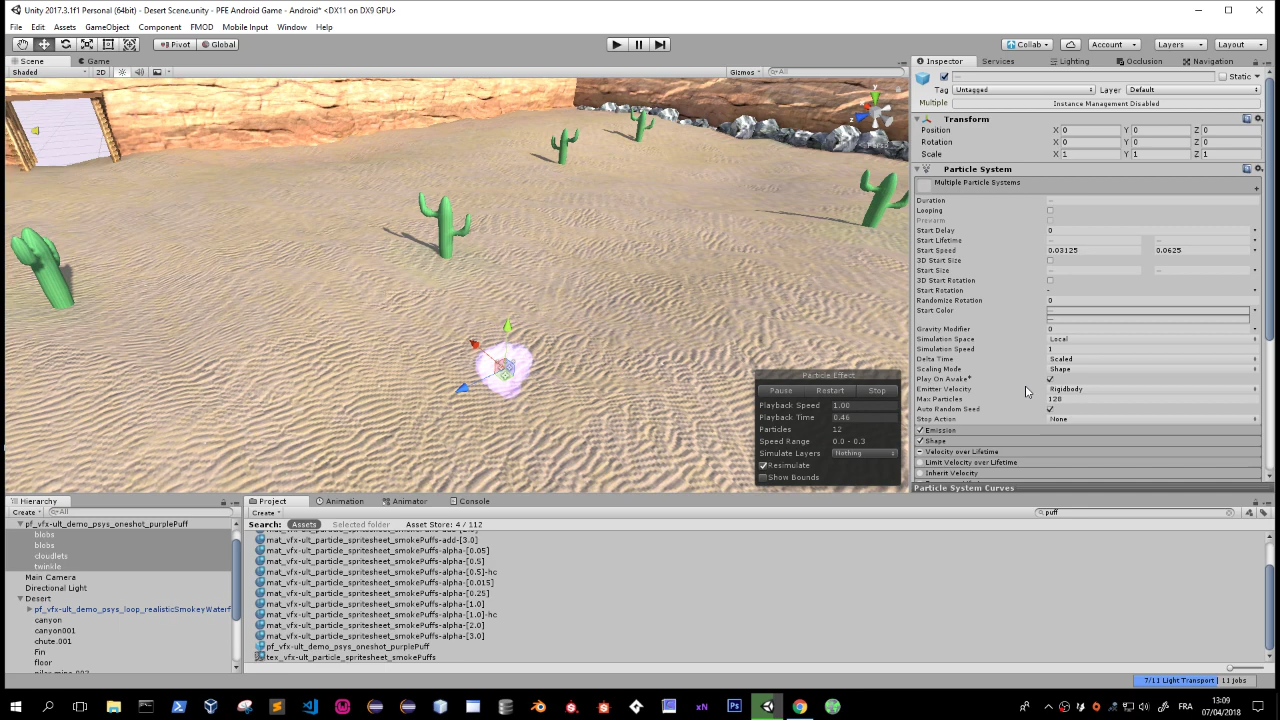 Unity 2017.3.1f1 Personal (64bit) - Desert Scene.unity - PFE Android Game - Android* <DX11 on DX9 GPU>
File Edit Assets GameObject Component FMOD Mobile Input Window Help
Pivot Global Collab Account Layers Layout
Scene Game
Shaded 2D Gizmos All
Persp
y
z
Inspector Services Lighting Occlusion Navigation
Static
Tag Untagged Layer Default
Multiple Instance Management Disabled
Transform
Position X 0 Y 0 Z 0
Rotation X 0 Y 0 Z 0
Scale X 1 Y 1 Z 1
Particle System
Multiple Particle Systems
Duration —
Looping
Prewarm
Start Delay 0
Start Lifetime — —
Start Speed 0.03125 0.0625
3D Start Size
Start Size — —
3D Start Rotation
Start Rotation -
Randomize Rotation 0
Start Color
Gravity Modifier 0
Simulation Space Local
Simulation Speed 1
Delta Time Scaled
Scaling Mode Shape
Play On Awake*
Emitter Velocity Rigidbody
Max Particles 128
Auto Random Seed
Stop Action None
Emission
Shape
Velocity over Lifetime
Limit Velocity over Lifetime
Inherit Velocity
Particle System Curves
Particle Effect
Pause Restart Stop
Playback Speed 1.00
Playback Time 0.46
Particles 12
Speed Range 0.0 - 0.3
Simulate Layers Nothing
Resimulate
Show Bounds
Hierarchy
Create All
pf_vfx-ult_demo_psys_oneshot_purplePuff
blobs
blobs
cloudlets
twinkle
Main Camera
Directional Light
Desert
pf_vfx-ult_demo_psys_loop_realisticSmokeyWaterf
canyon
canyon001
chute.001
Fin
floor
Project Animation Animator Console
Create puff
Search: Assets Selected folder Asset Store: 4 / 112
mat_vfx-ult_particle_spritesheet_smokePuffs-add-[3.0]
mat_vfx-ult_particle_spritesheet_smokePuffs-alpha-[0.05]
mat_vfx-ult_particle_spritesheet_smokePuffs-alpha-[0.5]
mat_vfx-ult_particle_spritesheet_smokePuffs-alpha-[0.5]-hc
mat_vfx-ult_particle_spritesheet_smokePuffs-alpha-[0.015]
mat_vfx-ult_particle_spritesheet_smokePuffs-alpha-[0.25]
mat_vfx-ult_particle_spritesheet_smokePuffs-alpha-[1.0]
mat_vfx-ult_particle_spritesheet_smokePuffs-alpha-[1.0]-hc
mat_vfx-ult_particle_spritesheet_smokePuffs-alpha-[2.0]
mat_vfx-ult_particle_spritesheet_smokePuffs-alpha-[3.0]
pf_vfx-ult_demo_psys_oneshot_purplePuff
tex_vfx-ult_particle_spritesheet_smokePuffs
7/11 Light Transport | 11 jobs
xN Ps FRA
13:09
07/04/2018